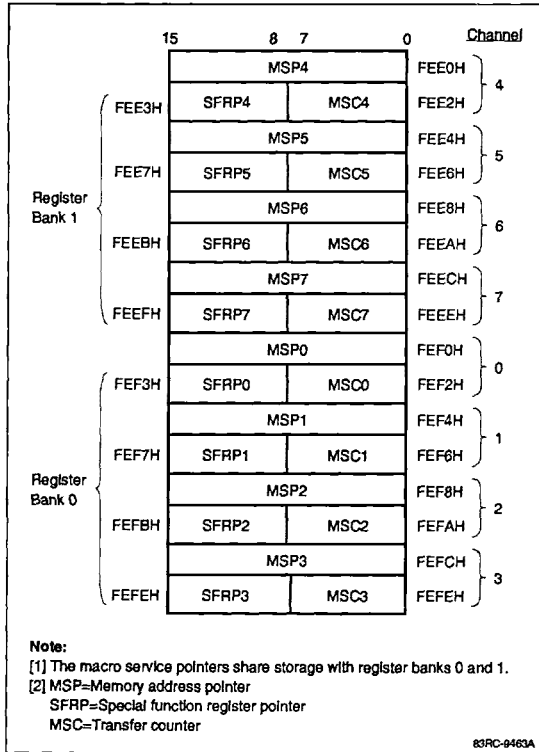 15 8 7 0 Channel
MSP4 FEE0H
4
FEE3H SFRP4 MSC4 FEE2H
MSP5 FEE4H
5
FEE7H SFRP5 MSC5 FEE6H
Register
Bank 1
MSP6 FEE8H
6
FEEBH SFRP6 MSC6 FEEAH
MSP7 FEECH
7
FEEFH SFRP7 MSC7 FEEEH
MSP0 FEF0H
0
FEF3H SFRP0 MSC0 FEF2H
MSP1 FEF4H
1
FEF7H SFRP1 MSC1 FEF6H
Register
Bank 0
MSP2 FEF8H
2
FEFBH SFRP2 MSC2 FEFAH
MSP3 FEFCH
3
FEFEH SFRP3 MSC3 FEFEH
Note:
[1] The macro service pointers share storage with register banks 0 and 1.
[2] MSP=Memory address pointer
SFRP=Special function register pointer
MSC=Transfer counter
83RC-9463A